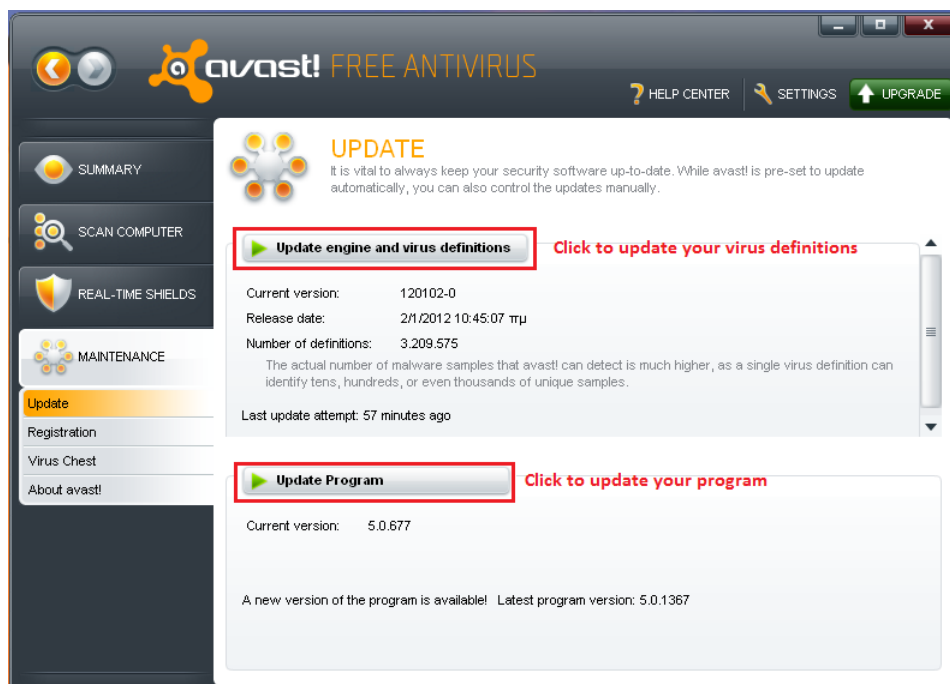 avast! FREE ANTIVIRUS
HELP CENTER
SETTINGS
UPGRADE
SUMMARY
SCAN COMPUTER
REAL-TIME SHIELDS
MAINTENANCE
Update
Registration
Virus Chest
About avast!
UPDATE
It is vital to always keep your security software up-to-date. While avast! is pre-set to update
automatically, you can also control the updates manually.
Update engine and virus definitions
Click to update your virus definitions
Current version: 120102-0
Release date: 2/1/2012 10:45:07 πμ
Number of definitions: 3.209.575
The actual number of malware samples that avast! can detect is much higher, as a single virus definition can
identify tens, hundreds, or even thousands of unique samples.
Last update attempt: 57 minutes ago
Update Program
Click to update your program
Current version: 5.0.677
A new version of the program is available! Latest program version: 5.0.1367